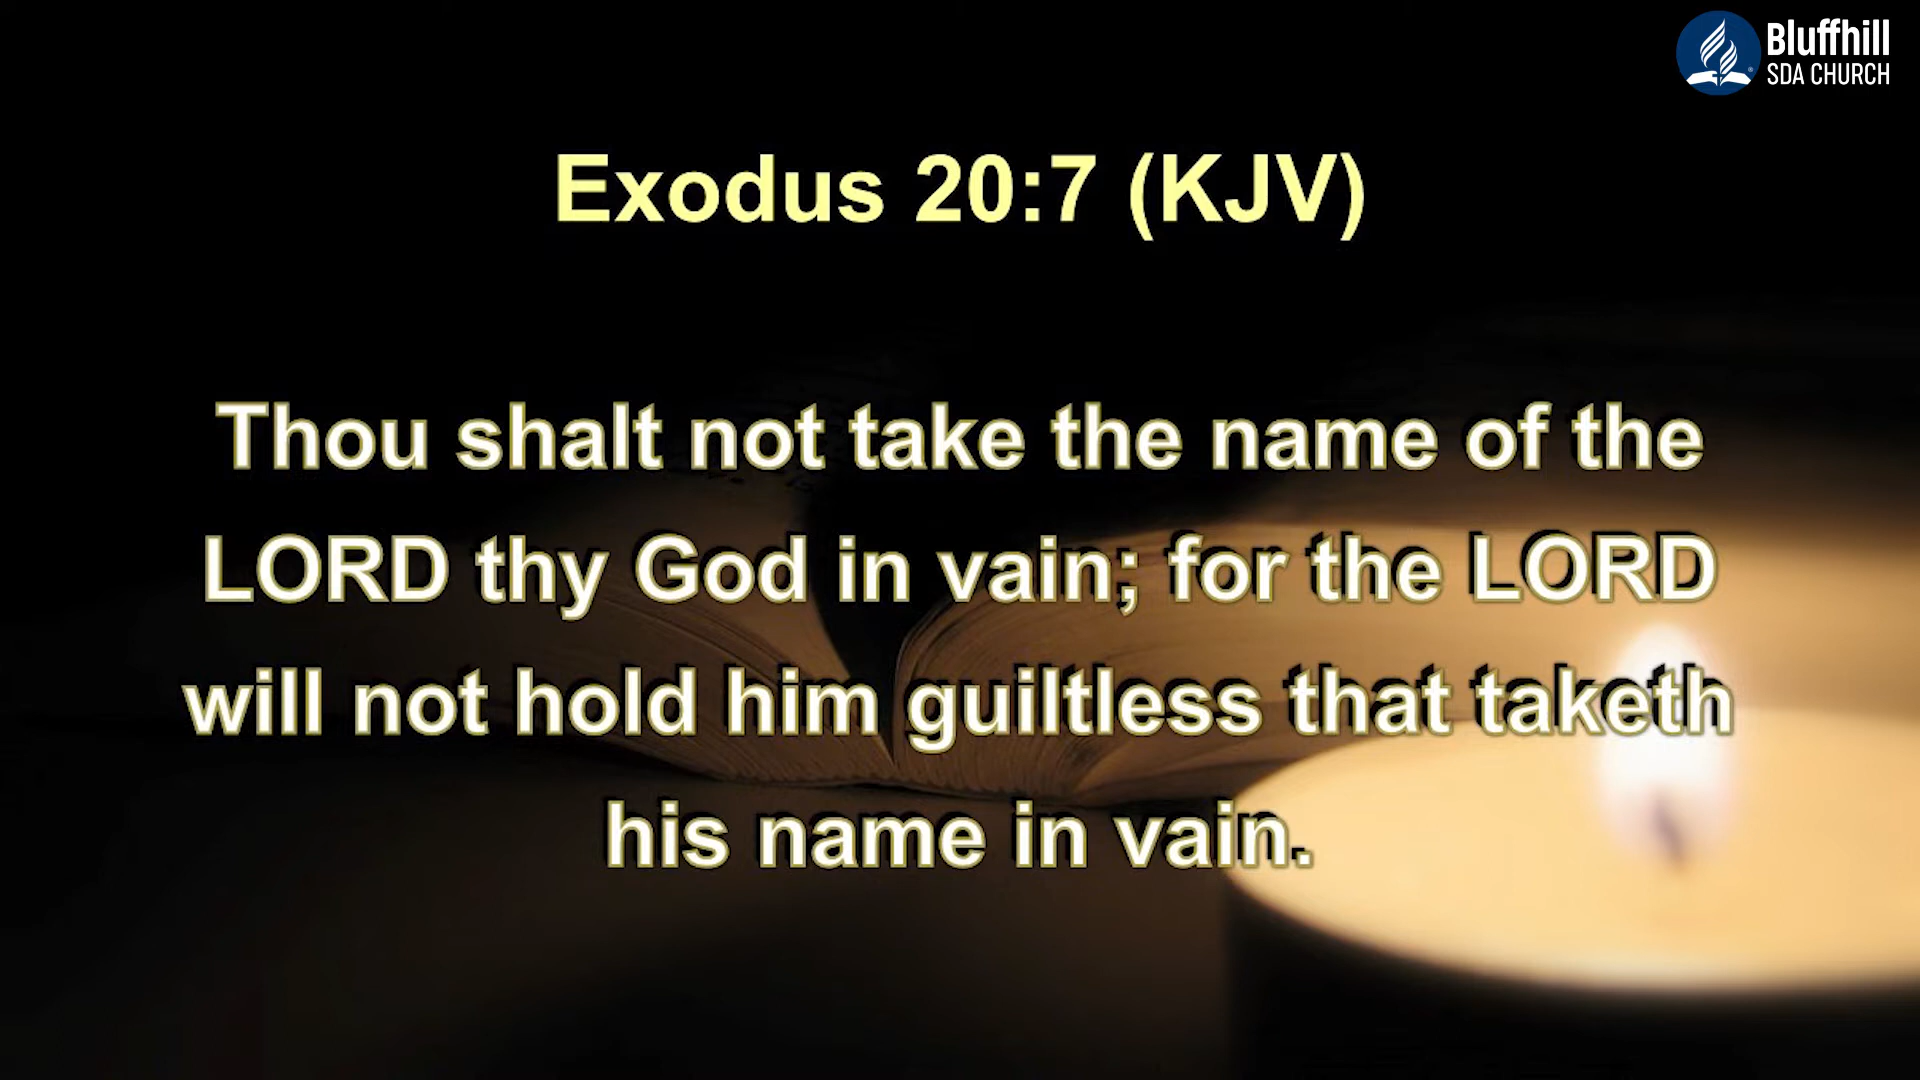 Bluffhill
SDA CHURCH
Exodus 20:7 (KJV)
Thou shalt not take the name of the
LORD thy God in vain; for the LORD
will not hold him guiltless that taketh
his name in vain.